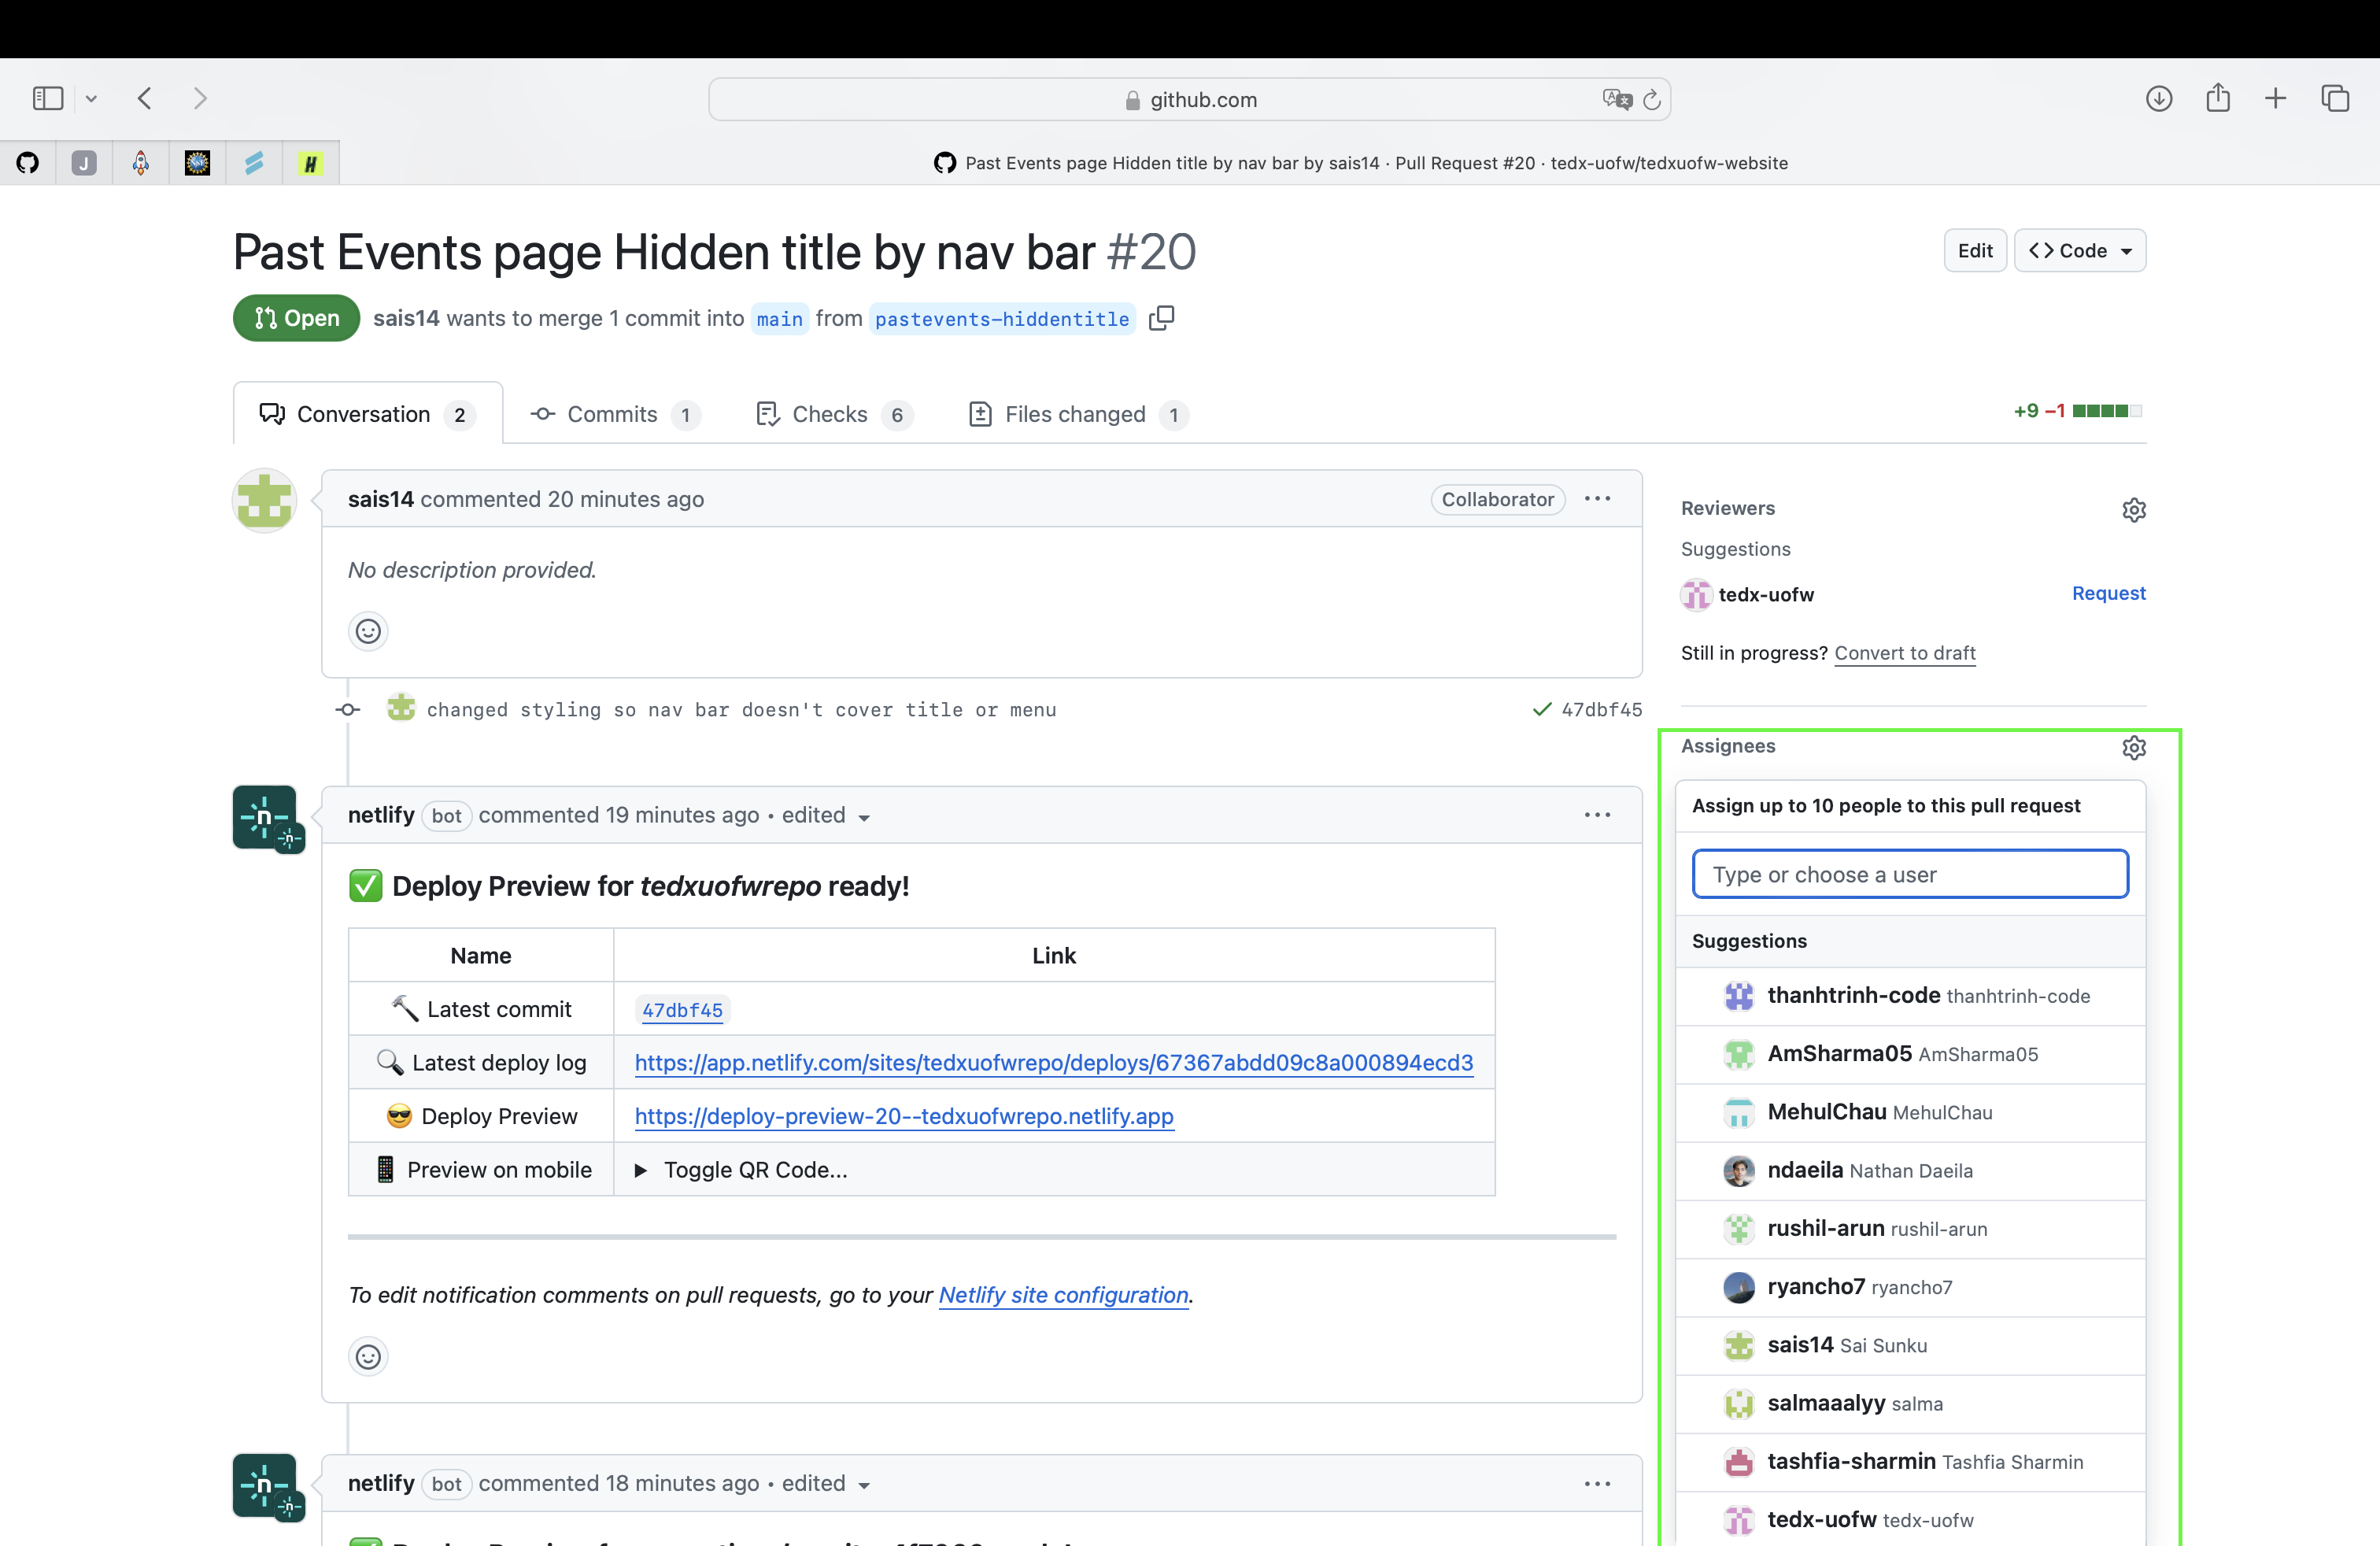 github.com
J
H
Past Events page Hidden title by nav bar by sais14 · Pull Request #20 · tedx-uofw/tedxuofw-website
Past Events page Hidden title by nav bar #20
Edit
<> Code
Open
sais14 wants to merge 1 commit into main from pastevents-hiddentitle
Conversation 2
Commits 1
Checks 6
Files changed 1
+9 −1
sais14 commented 20 minutes ago
Collaborator
No description provided.
changed styling so nav bar doesn't cover title or menu
47dbf45
netlify bot commented 19 minutes ago • edited
Deploy Preview for tedxuofwrepo ready!
Name Link
Latest commit 47dbf45
Latest deploy log https://app.netlify.com/sites/tedxuofwrepo/deploys/67367abdd09c8a000894ecd3
Deploy Preview https://deploy-preview-20--tedxuofwrepo.netlify.app
Preview on mobile Toggle QR Code...
To edit notification comments on pull requests, go to your Netlify site configuration.
netlify bot commented 18 minutes ago • edited
Reviewers
Suggestions
tedx-uofw
Request
Still in progress? Convert to draft
Assignees
Assign up to 10 people to this pull request
Type or choose a user
Suggestions
thanhtrinh-code thanhtrinh-code
AmSharma05 AmSharma05
MehulChau MehulChau
ndaeila Nathan Daeila
rushil-arun rushil-arun
ryancho7 ryancho7
sais14 Sai Sunku
salmaaalyy salma
tashfia-sharmin Tashfia Sharmin
tedx-uofw tedx-uofw